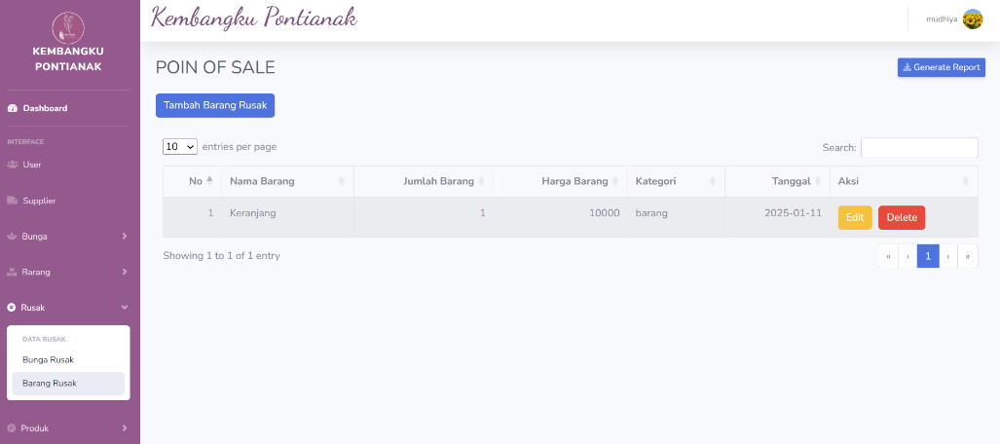 KEMBANGKU
PONTIANAK
Dashboard
INTERFACE
User
Supplier
Bunga
Barang
Rusak
DATA RUSAK
Bunga Rusak
Barang Rusak
Produk
Kembangku Pontianak
mudhiya
POIN OF SALE
Generate Report
Tambah Barang Rusak
10 entries per page
Search:
No Nama Barang Jumlah Barang Harga Barang Kategori Tanggal Aksi
1 Keranjang 1 10000 barang 2025-01-11 Edit Delete
Showing 1 to 1 of 1 entry
« ‹ 1 › »